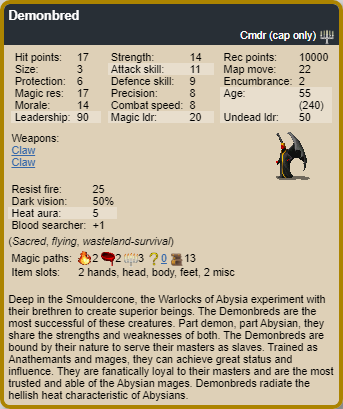 Demonbred
Cmdr (cap only)
Hit points: 17 Strength: 14 Rec points: 10000
Size: 3 Attack skill: 11 Map move: 22
Protection: 6 Defence skill: 9 Encumbrance: 2
Magic res: 17 Precision: 8 Age: 55
Morale: 14 Combat speed: 8 (240)
Leadership: 90 Magic ldr: 20 Undead ldr: 50
Weapons:
Claw
Claw
Resist fire: 25
Dark vision: 50%
Heat aura: 5
Blood searcher: +1
(Sacred, flying, wasteland-survival)
Magic paths: 2 2 3 ? 0 13
Item slots: 2 hands, head, body, feet, 2 misc
Deep in the Smouldercone, the Warlocks of Abysia experiment with
their brethren to create superior beings. The Demonbreds are the
most successful of these creatures. Part demon, part Abysian, they
share the strengths and weaknesses of both. The Demonbreds are
bound by their nature to serve their masters as slaves. Trained as
Anathemants and mages, they can achieve great status and
influence. They are fanatically loyal to their masters and are the most
trusted and able of the Abysian mages. Demonbreds radiate the
hellish heat characteristic of Abysians.